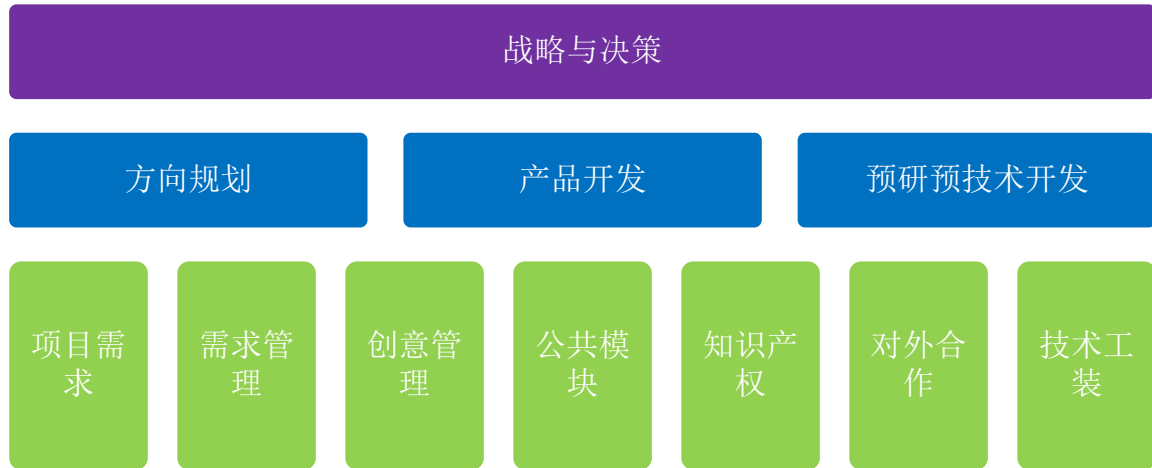 战略与决策
方向规划
产品开发
预研预技术开发
项目需
求
需求管
理
创意管
理
公共模
块
知识产
权
对外合
作
技术工
装